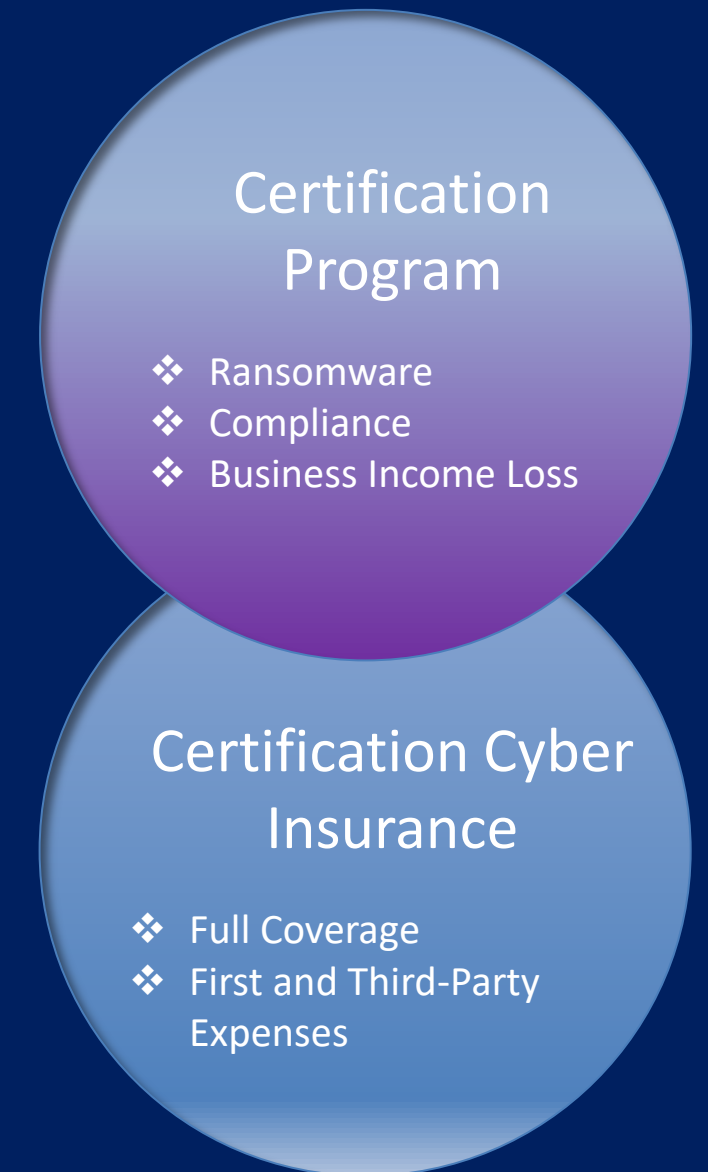 Certification
Program
❖ Ransomware
❖ Compliance
❖ Business Income Loss
Certification Cyber
Insurance
❖ Full Coverage
❖ First and Third-Party
Expenses